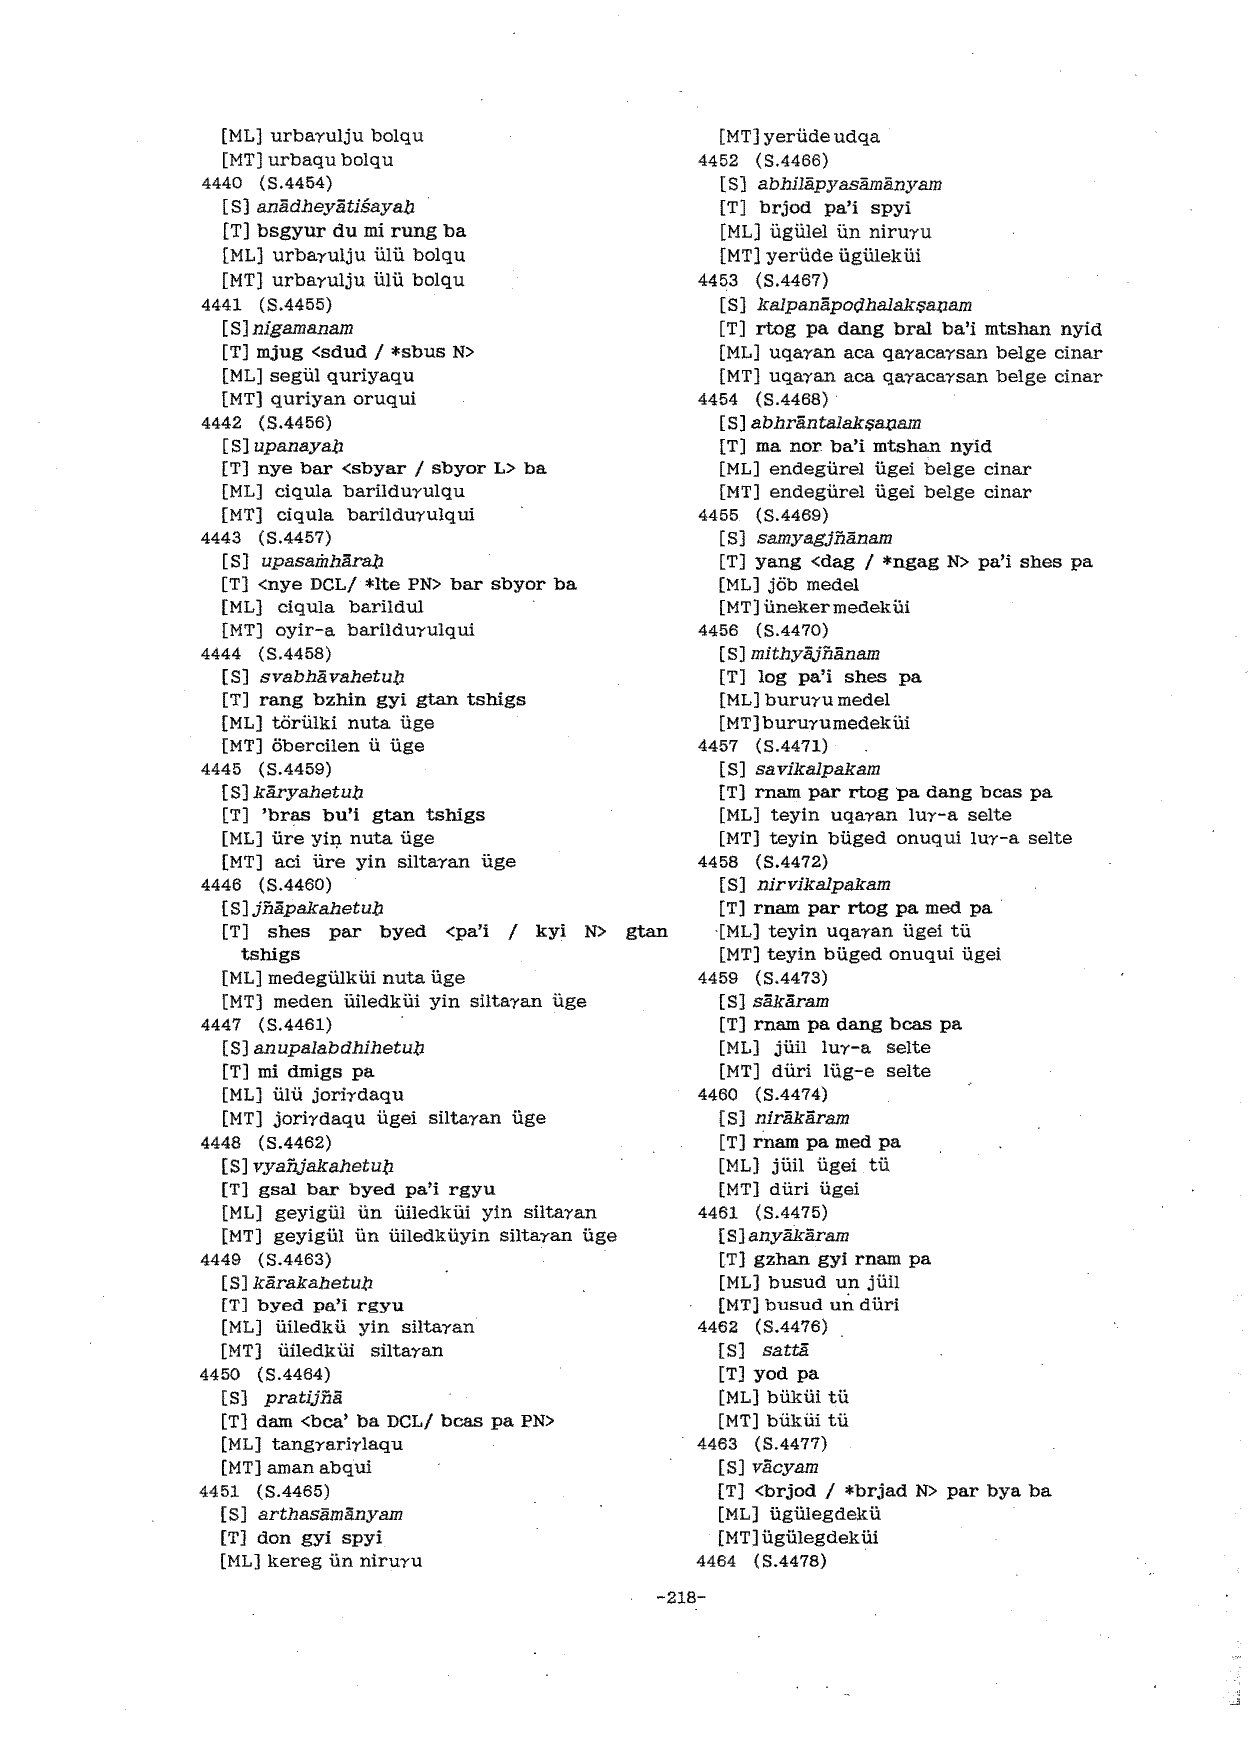 [ML] urbaγulju bolqu
[MT] urbaqu bolqu
4440 (S.4454)
[S] anādheyātiśayaḥ
[T] bsgyur du mi rung ba
[ML] urbaγulju ülü bolqu
[MT] urbaγulju ülü bolqu
4441 (S.4455)
[S] nigamanam
[T] mjug <sdud / *sbus N>
[ML] segül quriyaqu
[MT] quriyan oruqui
4442 (S.4456)
[S] upanayaḥ
[T] nye bar <sbyar / sbyor L> ba
[ML] ciqula barilduγulqu
[MT] ciqula barilduγulqui
4443 (S.4457)
[S] upasaṁhāraḥ
[T] <nye DCL/ *lte PN> bar sbyor ba
[ML] ciqula barildul
[MT] oyir-a barilduγulqui
4444 (S.4458)
[S] svabhāvahetuḥ
[T] rang bzhin gyi gtan tshigs
[ML] törülki nuta üge
[MT] öbercilen ü üge
4445 (S.4459)
[S] kāryahetuḥ
[T] 'bras bu'i gtan tshigs
[ML] üre yin nuta üge
[MT] aci üre yin siltaγan üge
4446 (S.4460)
[S] jñāpakahetuḥ
[T] shes par byed <pa'i / kyi N> gtan
tshigs
[ML] medegülküi nuta üge
[MT] meden üiledküi yin siltaγan üge
4447 (S.4461)
[S] anupalabdhihetuḥ
[T] mi dmigs pa
[ML] ülü joriγdaqu
[MT] joriγdaqu ügei siltaγan üge
4448 (S.4462)
[S] vyañjakahetuḥ
[T] gsal bar byed pa'i rgyu
[ML] geyigül ün üiledküi yin siltaγan
[MT] geyigül ün üiledküyin siltaγan üge
4449 (S.4463)
[S] kārakahetuḥ
[T] byed pa'i rgyu
[ML] üiledkü yin siltaγan
[MT] üiledküi siltaγan
4450 (S.4464)
[S] pratijñā
[T] dam <bca' ba DCL/ bcas pa PN>
[ML] tangγariγlaqu
[MT] aman abqui
4451 (S.4465)
[S] arthasāmānyam
[T] don gyi spyi
[ML] kereg ün niruγu
[MT] yerüde udqa
4452 (S.4466)
[S] abhilāpyasāmānyam
[T] brjod pa'i spyi
[ML] ügülel ün niruγu
[MT] yerüde ügüleküi
4453 (S.4467)
[S] kalpanāpoḍhalakṣaṇam
[T] rtog pa dang bral ba'i mtshan nyid
[ML] uqaγan aca qaγacaγsan belge cinar
[MT] uqaγan aca qaγacaγsan belge cinar
4454 (S.4468)
[S] abhrāntalakṣaṇam
[T] ma nor ba'i mtshan nyid
[ML] endegürel ügei belge cinar
[MT] endegürel ügei belge cinar
4455 (S.4469)
[S] samyagjñānam
[T] yang <dag / *ngag N> pa'i shes pa
[ML] jöb medel
[MT] üneker medeküi
4456 (S.4470)
[S] mithyājñānam
[T] log pa'i shes pa
[ML] buruγu medel
[MT] buruγu medeküi
4457 (S.4471)
[S] savikalpakam
[T] rnam par rtog pa dang bcas pa
[ML] teyin uqaγan luγ-a selte
[MT] teyin büged onuqui luγ-a selte
4458 (S.4472)
[S] nirvikalpakam
[T] rnam par rtog pa med pa
[ML] teyin uqaγan ügei tü
[MT] teyin büged onuqui ügei
4459 (S.4473)
[S] sākāram
[T] rnam pa dang bcas pa
[ML] jüil luγ-a selte
[MT] düri lüg-e selte
4460 (S.4474)
[S] nirākāram
[T] rnam pa med pa
[ML] jüil ügei tü
[MT] düri ügei
4461 (S.4475)
[S] anyākāram
[T] gzhan gyi rnam pa
[ML] busud un jüil
[MT] busud un düri
4462 (S.4476)
[S] sattā
[T] yod pa
[ML] büküi tü
[MT] büküi tü
4463 (S.4477)
[S] vācyam
[T] <brjod / *brjad N> par bya ba
[ML] ügülegdekü
[MT] ügülegdeküi
4464 (S.4478)
-218-